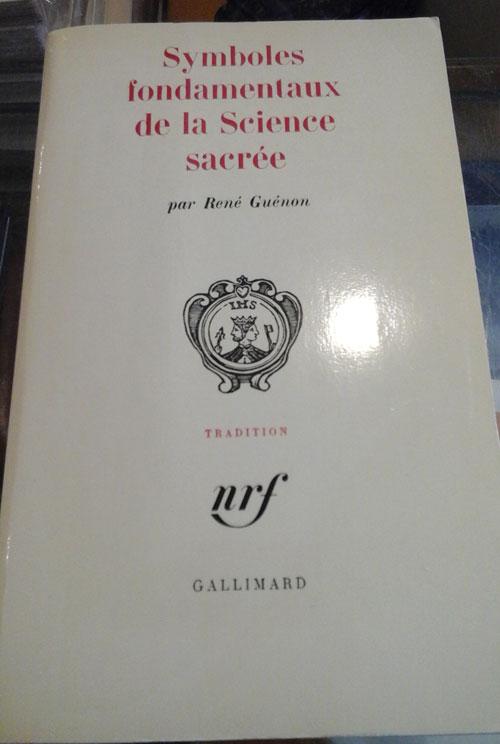 Symboles
fondamentaux
de la Science
sacrée
par René Guénon
IHS
TRADITION
nrf
GALLIMARD